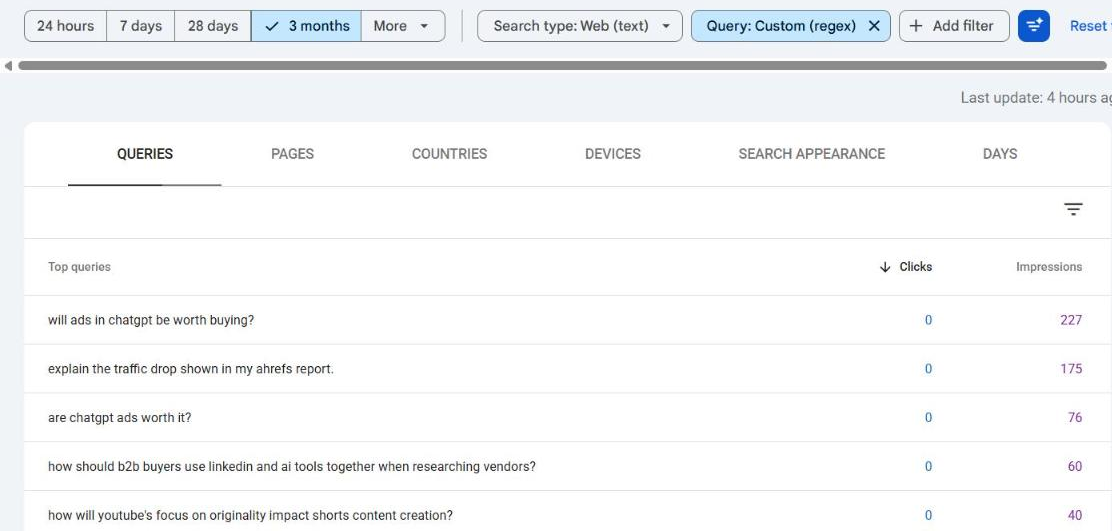 24 hours 7 days 28 days 3 months More Search type: Web (text) Query: Custom (regex) Add filter Reset
Last update: 4 hours
QUERIES PAGES COUNTRIES DEVICES SEARCH APPEARANCE DAYS
Top queries Clicks Impressions
will ads in chatgpt be worth buying? 0 227
explain the traffic drop shown in my ahrefs report. 0 175
are chatgpt ads worth it? 0 76
how should b2b buyers use linkedin and ai tools together when researching vendors? 0 60
how will youtube's focus on originality impact shorts content creation? 0 40